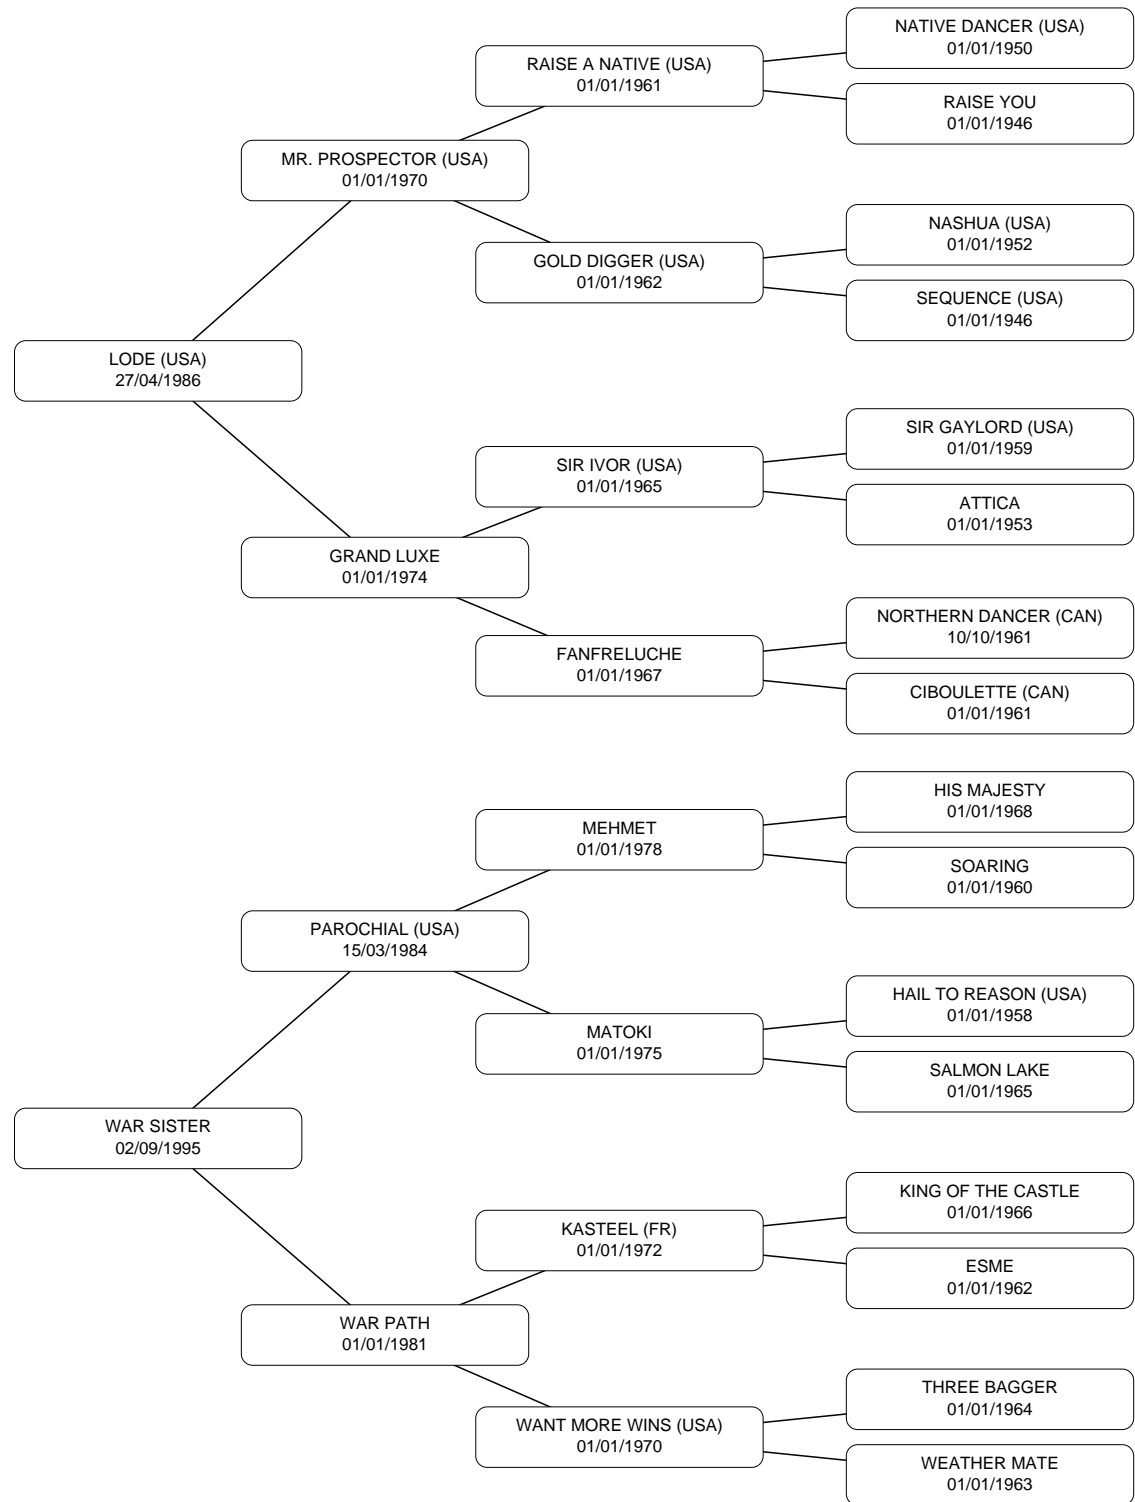 NATIVE DANCER (USA)
01/01/1950
RAISE A NATIVE (USA)
01/01/1961
RAISE YOU
01/01/1946
MR. PROSPECTOR (USA)
01/01/1970
NASHUA (USA)
01/01/1952
GOLD DIGGER (USA)
01/01/1962
SEQUENCE (USA)
01/01/1946
LODE (USA)
27/04/1986
SIR GAYLORD (USA)
01/01/1959
SIR IVOR (USA)
01/01/1965
ATTICA
01/01/1953
GRAND LUXE
01/01/1974
NORTHERN DANCER (CAN)
10/10/1961
FANFRELUCHE
01/01/1967
CIBOULETTE (CAN)
01/01/1961
HIS MAJESTY
01/01/1968
MEHMET
01/01/1978
SOARING
01/01/1960
PAROCHIAL (USA)
15/03/1984
HAIL TO REASON (USA)
01/01/1958
MATOKI
01/01/1975
SALMON LAKE
01/01/1965
WAR SISTER
02/09/1995
KING OF THE CASTLE
01/01/1966
KASTEEL (FR)
01/01/1972
ESME
01/01/1962
WAR PATH
01/01/1981
THREE BAGGER
01/01/1964
WANT MORE WINS (USA)
01/01/1970
WEATHER MATE
01/01/1963